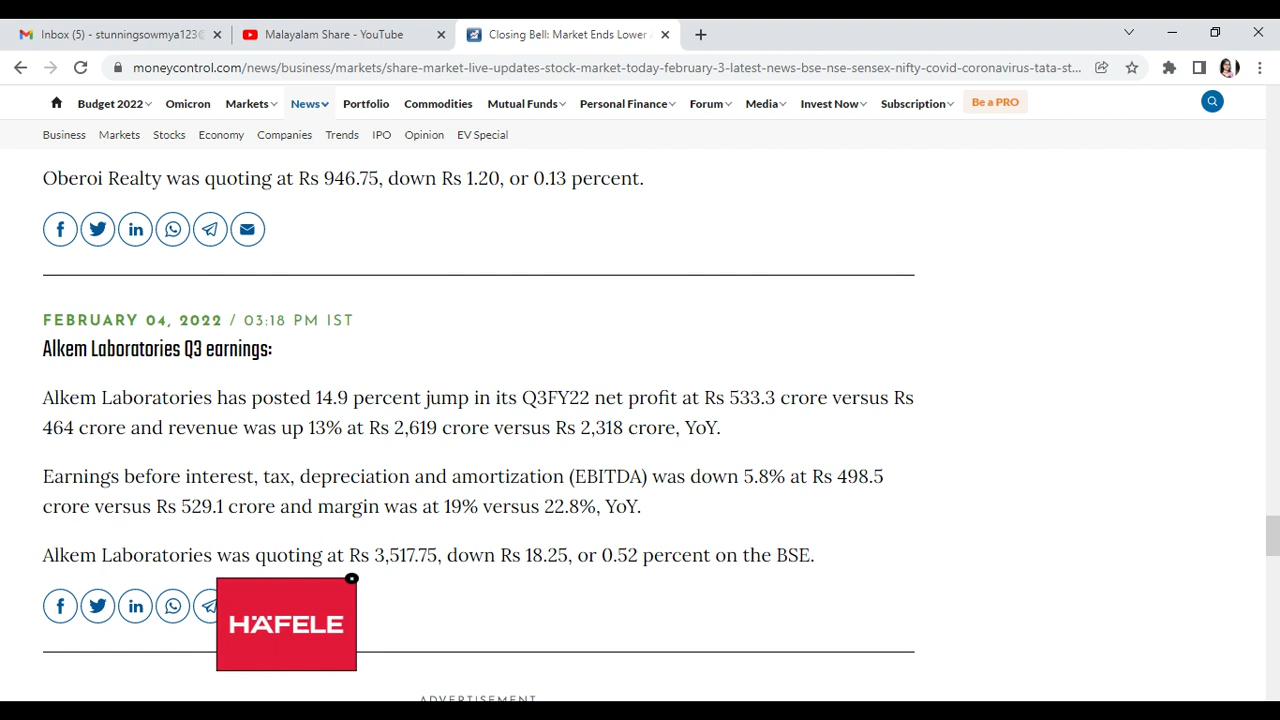 Inbox (5) - stunningsowmya123@
Malayalam Share - YouTube
Closing Bell: Market Ends Lower
moneycontrol.com/news/business/markets/share-market-live-updates-stock-market-today-february-3-latest-news-bse-nse-sensex-nifty-covid-coronavirus-tata-st...
Budget 2022 Omicron Markets News Portfolio Commodities Mutual Funds Personal Finance Forum Media Invest Now Subscription Be a PRO
Business Markets Stocks Economy Companies Trends IPO Opinion EV Special
Oberoi Realty was quoting at Rs 946.75, down Rs 1.20, or 0.13 percent.
FEBRUARY 04, 2022 / 03:18 PM IST
Alkem Laboratories Q3 earnings:
Alkem Laboratories has posted 14.9 percent jump in its Q3FY22 net profit at Rs 533.3 crore versus Rs
464 crore and revenue was up 13% at Rs 2,619 crore versus Rs 2,318 crore, YoY.
Earnings before interest, tax, depreciation and amortization (EBITDA) was down 5.8% at Rs 498.5
crore versus Rs 529.1 crore and margin was at 19% versus 22.8%, YoY.
Alkem Laboratories was quoting at Rs 3,517.75, down Rs 18.25, or 0.52 percent on the BSE.
HÄFELE
ADVERTISEMENT